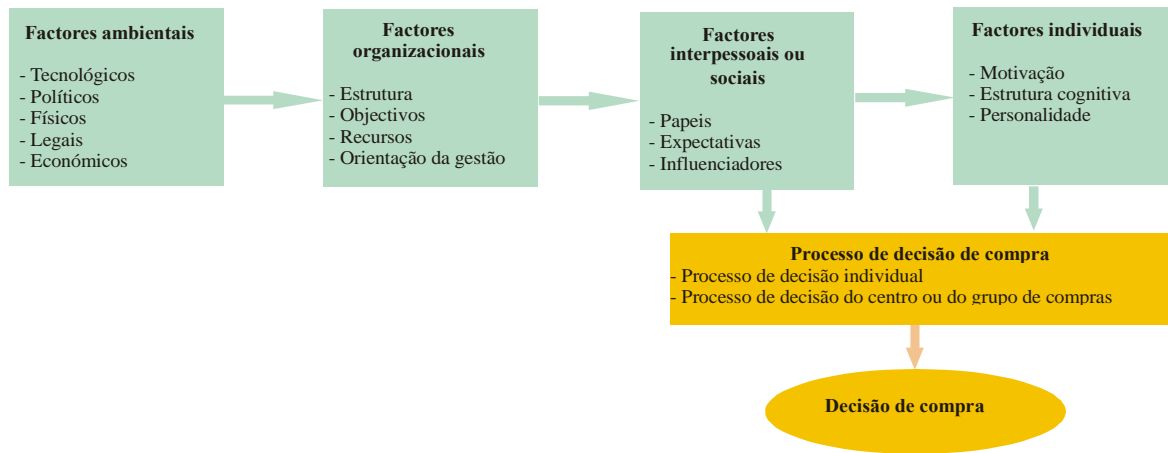 Factores ambientais
- Tecnológicos
- Políticos
- Físicos
- Legais
- Económicos
Factores
organizacionais
- Estrutura
- Objectivos
- Recursos
- Orientação da gestão
Factores
interpessoais ou
sociais
- Papeis
- Expectativas
- Influenciadores
Factores individuais
- Motivação
- Estrutura cognitiva
- Personalidade
Processo de decisão de compra
- Processo de decisão individual
- Processo de decisão do centro ou do grupo de compras
Decisão de compra